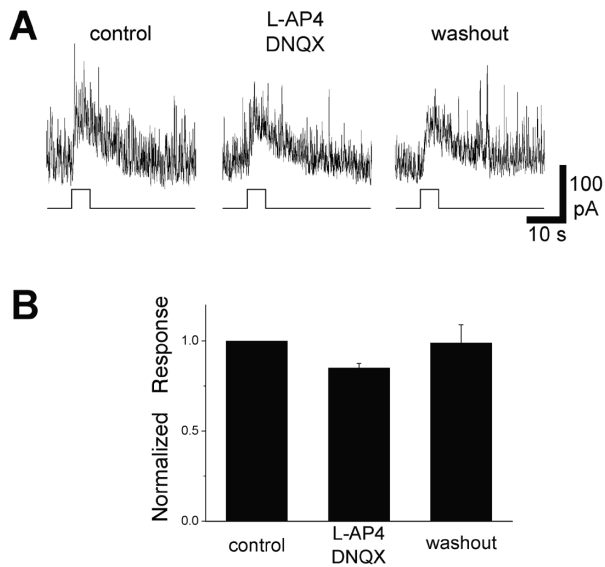 A
control
L-AP4
DNQX
washout
100
pA
10 s
B
Normalized Response
1.0
0.5
0.0
control
L-AP4
DNQX
washout